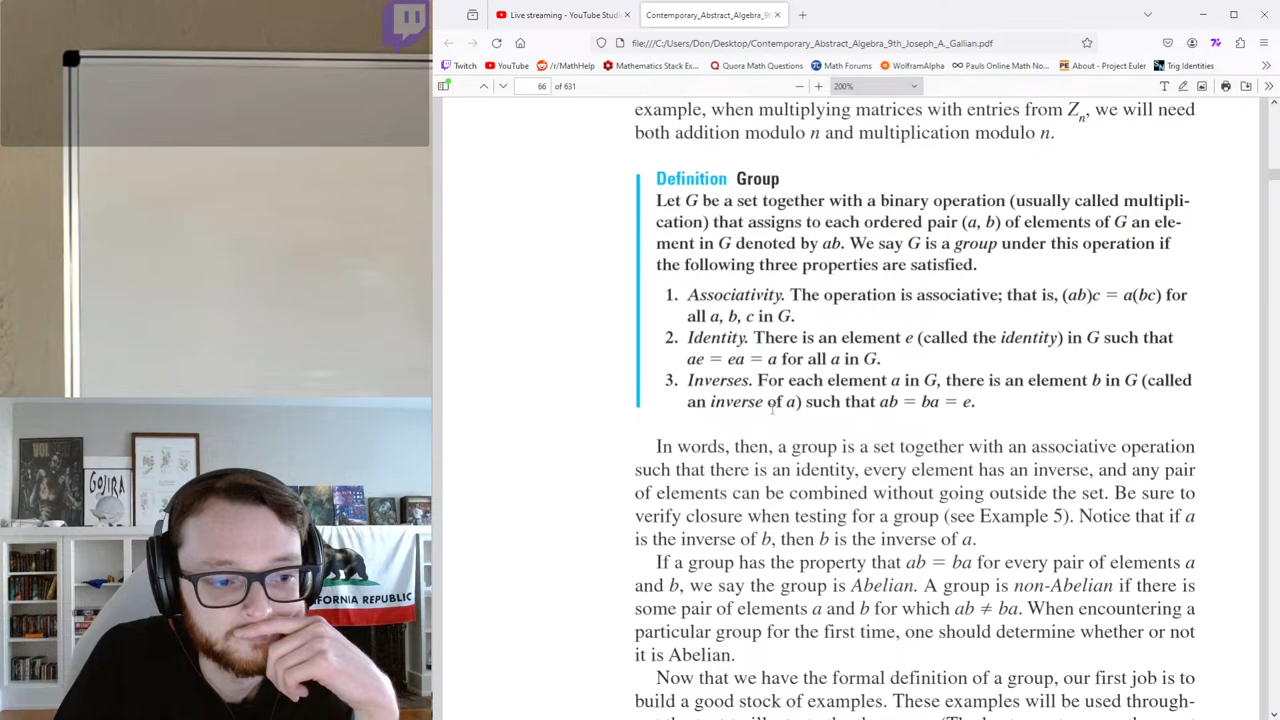 Live streaming - YouTube Stud
Contemporary_Abstract_Algebra_9t
file:///C:/Users/Don/Desktop/Contemporary_Abstract_Algebra_9th_Joseph_A._Gallian.pdf
Twitch
YouTube
/r/MathHelp
Mathematics Stack Ex...
Quora Math Questions
Math Forums
WolframAlpha
Pauls Online Math No...
About - Project Euler
Trig Identities
66 of 631
200%
example, when multiplying matrices with entries from Zn, we will need
both addition modulo n and multiplication modulo n.
Definition Group
Let G be a set together with a binary operation (usually called multipli-
cation) that assigns to each ordered pair (a, b) of elements of G an ele-
ment in G denoted by ab. We say G is a group under this operation if
the following three properties are satisfied.
1. Associativity. The operation is associative; that is, (ab)c = a(bc) for
all a, b, c in G.
2. Identity. There is an element e (called the identity) in G such that
ae = ea = a for all a in G.
3. Inverses. For each element a in G, there is an element b in G (called
an inverse of a) such that ab = ba = e.
In words, then, a group is a set together with an associative operation
such that there is an identity, every element has an inverse, and any pair
of elements can be combined without going outside the set. Be sure to
verify closure when testing for a group (see Example 5). Notice that if a
is the inverse of b, then b is the inverse of a.
If a group has the property that ab = ba for every pair of elements a
and b, we say the group is Abelian. A group is non-Abelian if there is
some pair of elements a and b for which ab ≠ ba. When encountering a
particular group for the first time, one should determine whether or not
it is Abelian.
Now that we have the formal definition of a group, our first job is to
build a good stock of examples. These examples will be used through-
GOJIRA
FORNIA REPUBLIC